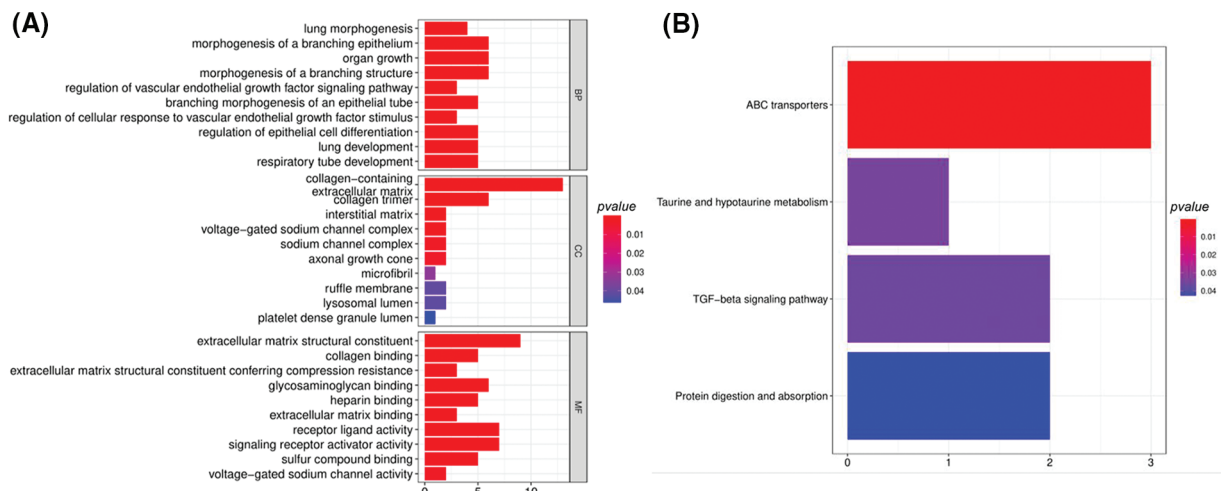 (A)
lung morphogenesis
morphogenesis of a branching epithelium
organ growth
morphogenesis of a branching structure
regulation of vascular endothelial growth factor signaling pathway
branching morphogenesis of an epithelial tube
regulation of cellular response to vascular endothelial growth factor stimulus
regulation of epithelial cell differentiation
lung development
respiratory tube development
BP
collagen−containing
extracellular matrix
collagen trimer
interstitial matrix
voltage−gated sodium channel complex
sodium channel complex
axonal growth cone
microfibril
ruffle membrane
lysosomal lumen
platelet dense granule lumen
CC
extracellular matrix structural constituent
collagen binding
extracellular matrix structural constituent conferring compression resistance
glycosaminoglycan binding
heparin binding
extracellular matrix binding
receptor ligand activity
signaling receptor activator activity
sulfur compound binding
voltage−gated sodium channel activity
MF
0 5 10
pvalue
0.01
0.02
0.03
0.04
(B)
ABC transporters
Taurine and hypotaurine metabolism
TGF−beta signaling pathway
Protein digestion and absorption
0 1 2 3
pvalue
0.01
0.02
0.03
0.04